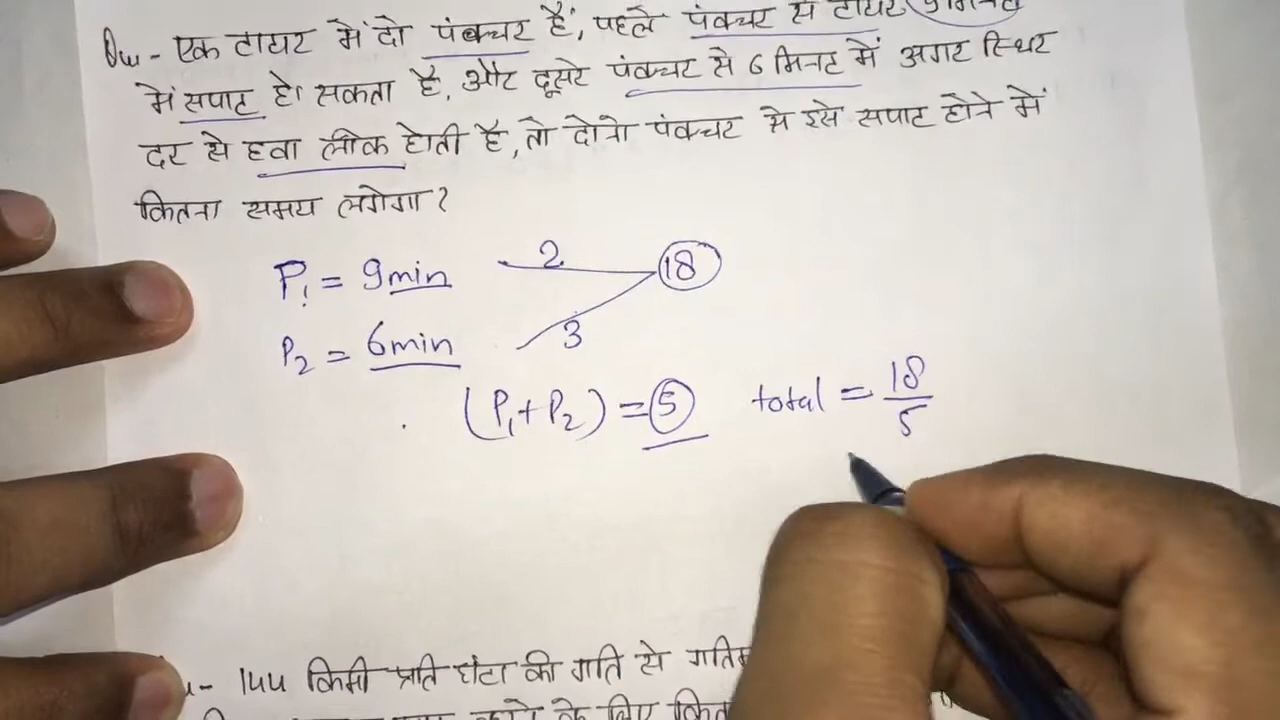 Qu - एक टायर में दो पंक्चर हैं, पहले पंक्चर से टायर 9 मिनट
में सपाट हो सकता है, और दूसरे पंक्चर से 6 मिनट में अगर स्थिर
दर से हवा लीक होती है, तो दोनो पंक्चर से इसे सपाट होने में
कितना समय लगेगा?
P1 = 9min 2 18
P2 = 6min 3
(P1+P2) = 5 total = 18/5
144 किमी प्रति घंटा की गति से
के लिए